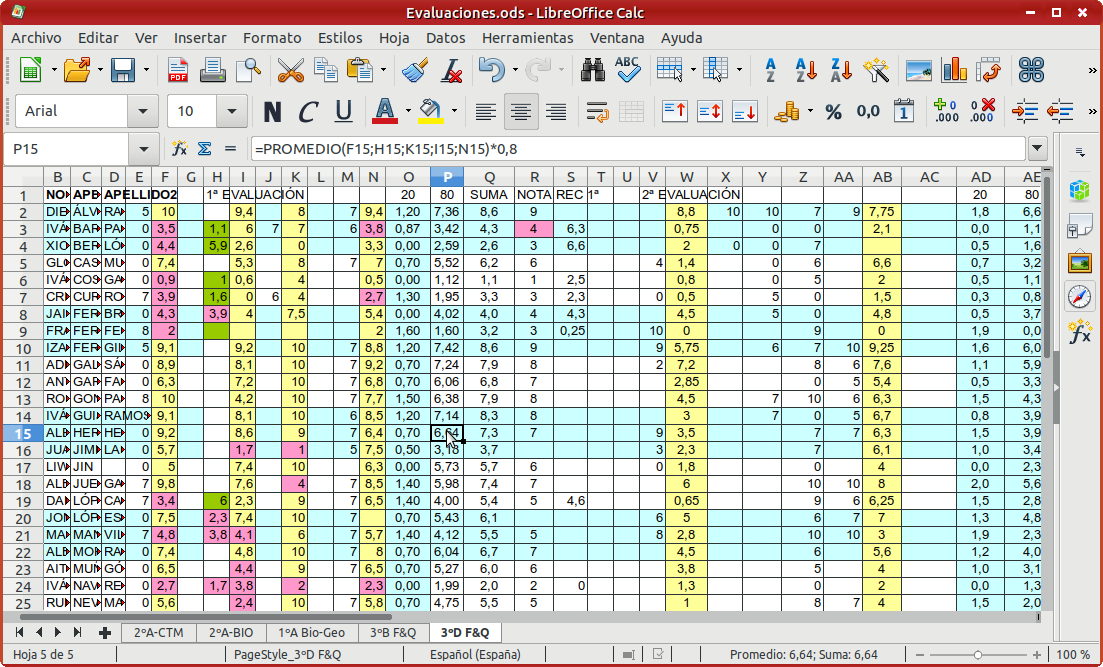 Evaluaciones.ods - LibreOffice Calc
Archivo Editar Ver Insertar Formato Estilos Hoja Datos Herramientas Ventana Ayuda
PDF ABC A Z A Z A »
Arial 10 N C U A % 0,0 1 .000 .000 »
P15 fx Σ = =PROMEDIO(F15;H15;K15;I15;N15)*0,8
B C D E F G H I J K L M N O P Q R S T U V W X Y Z AA AB AC AD AE
1 NO APE APELLIDO2 1ª EVALUACIÓN 20 80 SUMA NOTA REC 1ª 2ª EVALUACIÓN 20 80
2 DIE ÁLV RA 5 10 9,4 8 7 9,4 1,20 7,36 8,6 9 8,8 10 10 7 9 7,75 1,8 6,6
3 IVÁ BAR PA 0 3,5 1,1 6 7 7 6 3,8 0,87 3,42 4,3 4 6,3 0,75 0 2,1 0,0 1,1
4 XIO BER LÓ 0 4,4 5,9 2,6 0 3,3 0,00 2,59 2,6 3 6,6 2 0 0 7 0,5 1,6
5 GLO CAS MU 0 7,4 5,3 8 7 7 0,70 5,52 6,2 6 4 1,4 6 6,6 0,7 3,2
6 IVÁ COS GA 0 0,9 1 0,6 4 0,5 0,00 1,12 1,1 1 2,5 0,8 0 5 2 0,5 1,1
7 CRI CUR RO 7 3,9 1,6 0 6 4 2,7 1,30 1,95 3,3 3 2,3 0 0,5 5 0 1,5 0,3 0,8
8 JAI FER BR 0 4,3 3,9 4 7,5 5,4 0,00 4,02 4,0 4 4,3 4,5 5 0 4,8 0,5 3,7
9 FRA FER FE 8 2 2 1,60 1,60 3,2 3 0,25 10 0 9 0 1,9 0,0
10 IZA FER GII 5 9,1 9,2 10 7 8,8 1,20 7,42 8,6 9 9 5,75 6 7 10 9,25 1,6 6,0
11 AD GAL SÁ 0 8,9 8,1 10 7 9,2 0,70 7,24 7,9 8 2 7,2 8 6 7,6 1,1 5,9
12 AN GAR FA 0 6,3 7,2 10 7 6,8 0,70 6,06 6,8 7 2,85 0 5 5,4 0,5 3,3
13 RO GON PA 8 10 4,2 10 7 7,7 1,50 6,38 7,9 8 4,5 7 10 6 6,3 1,5 4,3
14 IVÁ GUI RAMOS 9,1 8,1 10 6 8,5 1,20 7,14 8,3 8 3 7 0 5 6,7 0,8 3,9
15 ALB HER HE 0 9,2 8,6 9 7 6,4 0,70 6,64 7,3 7 9 3,5 7 7 6,3 1,5 3,9
16 JUA JIM LA 0 5,7 1,7 1 5 7,5 0,50 3,18 3,7 3 2,3 7 6,1 1,0 3,4
17 LIW JIN 0 5 7,4 10 6,3 0,00 5,73 5,7 6 0 1,8 0 4 0,0 2,3
18 ALB JUE GA 7 9,8 7,6 4 7 8,5 1,40 5,98 7,4 7 6 10 10 8 2,0 5,6
19 DA LÓP CA 7 3,4 6 2,3 9 7 6,5 1,40 4,00 5,4 5 4,6 0,65 9 6 6,25 1,5 2,8
20 JON LÓP ES 0 7,5 2,3 7,4 10 7 0,70 5,43 6,1 6 5 6 7 7 1,3 4,8
21 MA MAN VIL 7 4,8 3,8 4,1 6 7 5,7 1,40 4,12 5,5 5 8 2,8 10 10 3 1,9 2,3
22 ALB MOR RA 0 7,4 4,8 10 7 8 0,70 6,04 6,7 7 4,5 6 5,6 1,2 4,0
23 AIT MUÑ GÓ 0 6,5 4,4 9 7 6,5 0,70 5,27 6,0 6 3,8 5 4 1,0 3,1
24 IVÁ NAV RE 0 2,7 1,7 3,8 2 2,3 0,00 1,99 2,0 2 0 1,3 0 2 0,0 1,3
25 RU NEV MA 0 5,6 2,4 10 7 5,8 0,70 4,75 5,5 5 1 8 7 4 1,5 2,0
2ºA-CTM 2ºA-BIO 1ºA Bio-Geo 3ºB F&Q 3ºD F&Q
Hoja 5 de 5 PageStyle_3ºD F&Q Español (España) Promedio: 6,64; Suma: 6,64 100 %